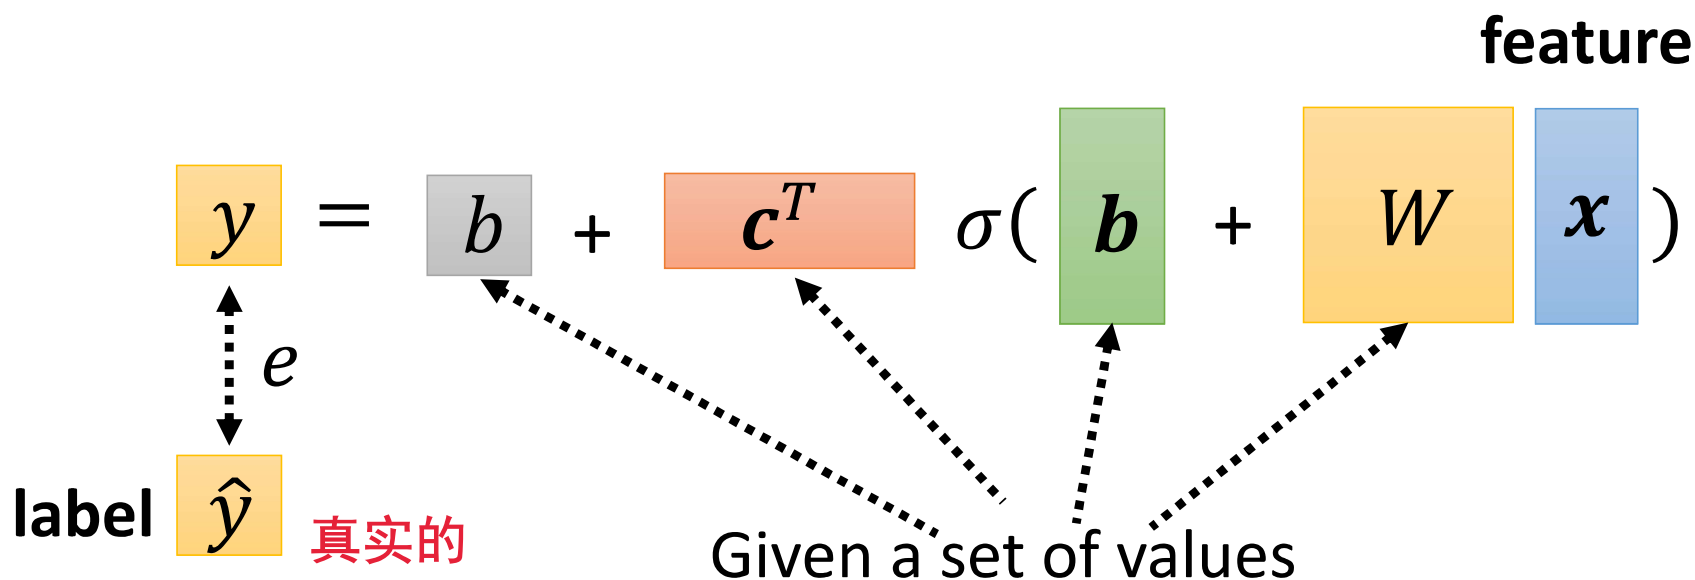 feature
y = b + c^T σ( b + W x )
e
label ŷ 真实的
Given a set of values